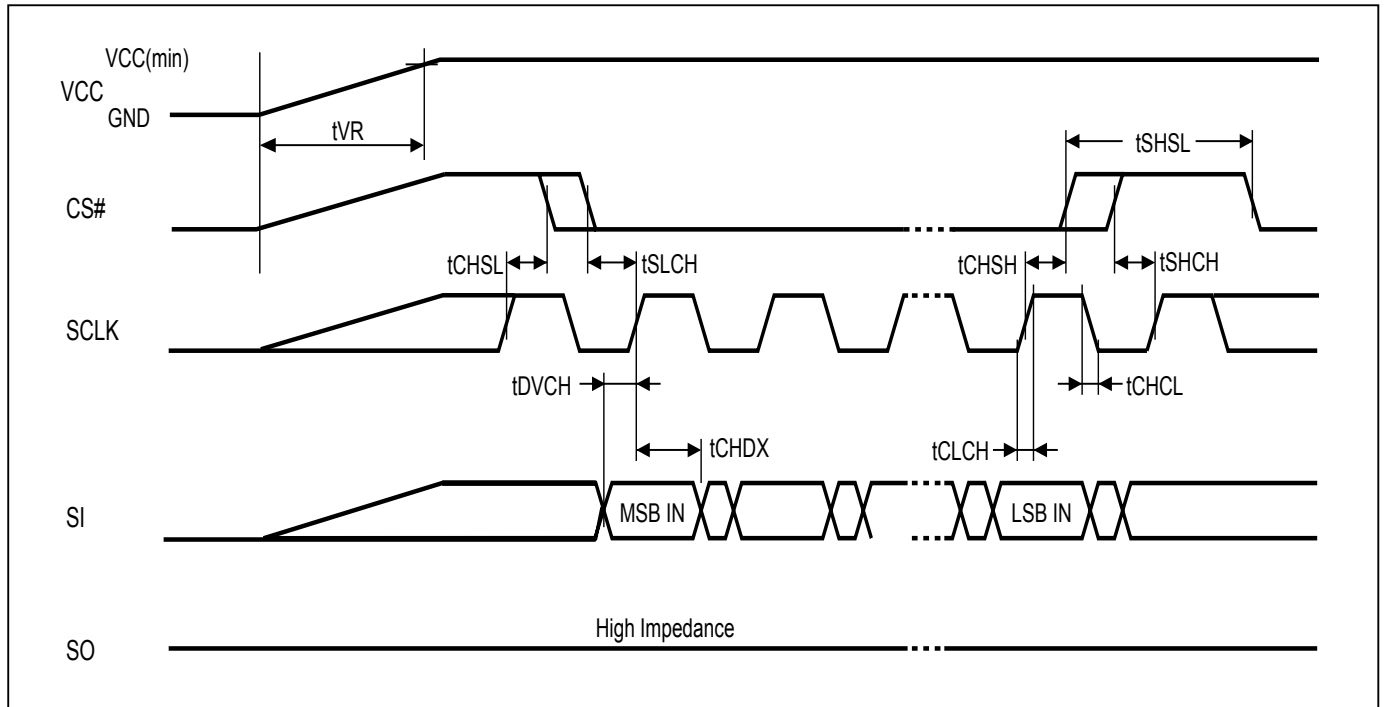 VCC(min)
VCC
GND
tVR
tSHSL
CS#
tCHSL
tSLCH
tCHSH
tSHCH
SCLK
tDVCH
tCHCL
tCHDX
tCLCH
SI
MSB IN
LSB IN
High Impedance
SO